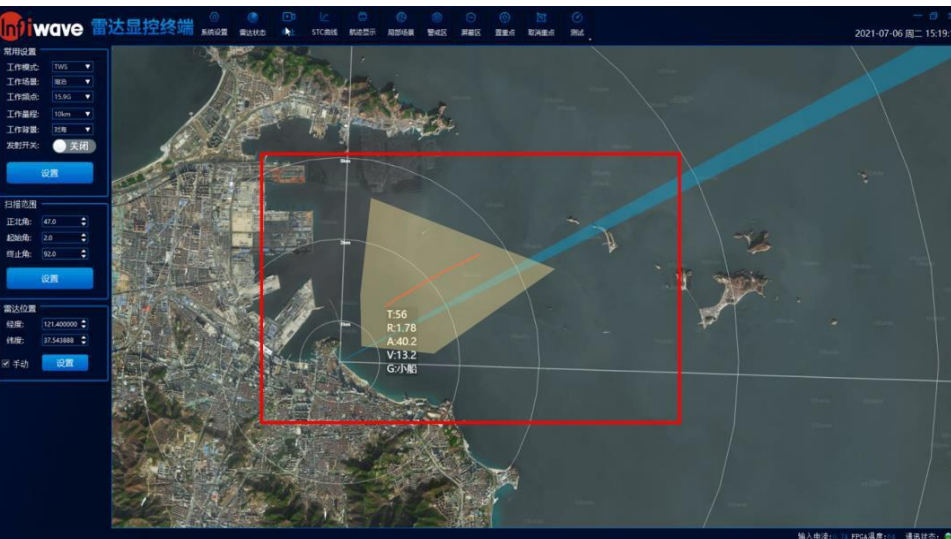 Infiwave 雷达显控终端
系统设置 雷达状态 STC曲线 航迹显示 局部场景 警戒区 屏蔽区 置重点 取消重点 测试
2021-07-06 周二 15:19:
常用设置
工作模式: TWS
工作场景:
工作频点: 15.9G
工作量程: 10km
工作背景: 对海
发射开关: 关闭
设置
扫描范围
正北角: 47.0
起始角: 2.0
终止角: 92.0
设置
雷达位置
经度: 121.400000
纬度: 37.543888
手动 设置
T:56
R:1.78
A:40.2
V:13.2
G:小船
输入电流: FPGA温度: 通讯状态: